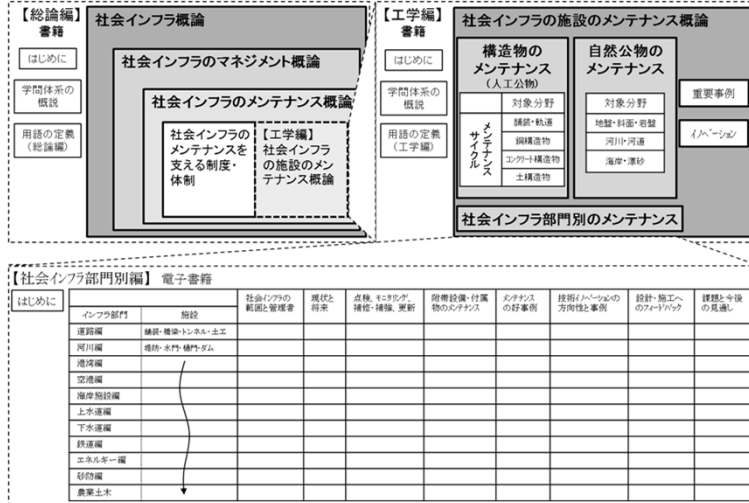 【総論編】
書籍
はじめに
学問体系の
概説
用語の定義
(総論編)
社会インフラ概論
社会インフラのマネジメント概論
社会インフラのメンテナンス概論
社会インフラの
メンテナンスを
支える制度・
体制
【工学編】
社会インフラ
の施設のメン
テナンス概論
【工学編】
書籍
はじめに
学問体系の
概説
用語の定義
(工学編)
社会インフラの施設のメンテナンス概論
構造物の
メンテナンス
(人工公物)
メンテナンス
サイクル
対象分野
舗装・軌道
鋼構造物
コンクリート構造物
土構造物
自然公物の
メンテナンス
対象分野
地盤・斜面・岩盤
河川・河道
海岸・漂砂
重要事例
イノベーション
社会インフラ部門別のメンテナンス
【社会インフラ部門別編】 電子書籍
はじめに
インフラ部門
施設
社会インフラの
範囲と管理者
現状と
将来
点検、モニタリング、
補修・補強、更新
附帯設備・付属
物のメンテナンス
メンテナンス
の好事例
技術イノベーションの
方向性と事例
設計・施工へ
のフィードバック
課題と今後
の見通し
道路編
舗装・橋梁・トンネル・土工
河川編
堤防・水門・樋門・ダム
港湾編
空港編
海岸施設編
上水道編
下水道編
鉄道編
エネルギー編
砂防編
農業土木